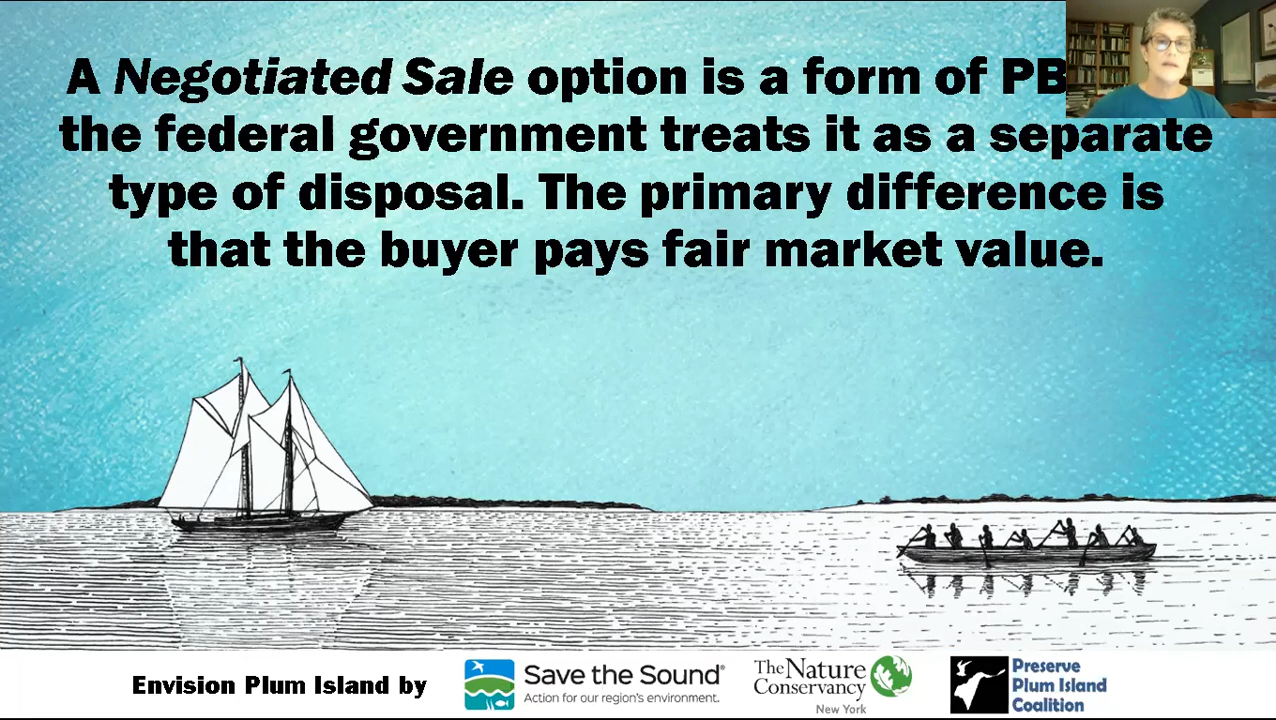 A Negotiated Sale option is a form of PB
the federal government treats it as a separate
type of disposal. The primary difference is
that the buyer pays fair market value.
Envision Plum Island by
Save the Sound®
Action for our region's environment.
The Nature
Conservancy
New York
Preserve
Plum Island
Coalition